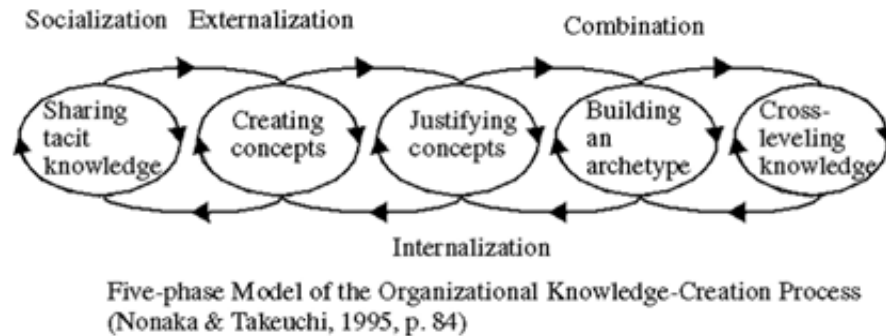 Socialization
Externalization
Combination
Sharing
tacit
knowledge
Creating
concepts
Justifying
concepts
Building
an
archetype
Cross-
leveling
knowledge
Internalization
Five-phase Model of the Organizational Knowledge-Creation Process
(Nonaka & Takeuchi, 1995, p. 84)